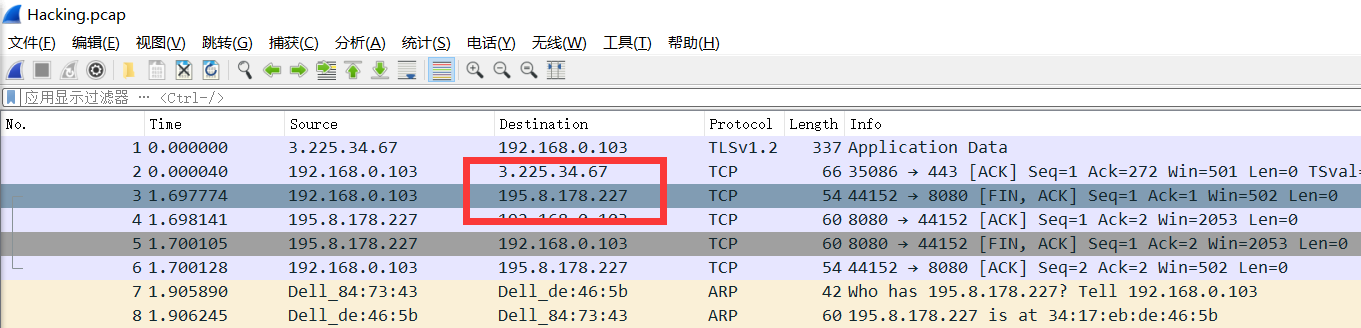 Hacking.pcap
文件(F) 编辑(E) 视图(V) 跳转(G) 捕获(C) 分析(A) 统计(S) 电话(Y) 无线(W) 工具(T) 帮助(H)
应用显示过滤器 … <Ctrl-/>
No. Time Source Destination Protocol Length Info
1 0.000000 3.225.34.67 192.168.0.103 TLSv1.2 337 Application Data
2 0.000040 192.168.0.103 3.225.34.67 TCP 66 35086 → 443 [ACK] Seq=1 Ack=272 Win=501 Len=0 TSval=
3 1.697774 192.168.0.103 195.8.178.227 TCP 54 44152 → 8080 [FIN, ACK] Seq=1 Ack=1 Win=502 Len=0
4 1.698141 195.8.178.227 192.168.0.103 TCP 60 8080 → 44152 [ACK] Seq=1 Ack=2 Win=2053 Len=0
5 1.700105 195.8.178.227 192.168.0.103 TCP 60 8080 → 44152 [FIN, ACK] Seq=1 Ack=2 Win=2053 Len=0
6 1.700128 192.168.0.103 195.8.178.227 TCP 54 44152 → 8080 [ACK] Seq=2 Ack=2 Win=502 Len=0
7 1.905890 Dell_84:73:43 Dell_de:46:5b ARP 42 Who has 195.8.178.227? Tell 192.168.0.103
8 1.906245 Dell_de:46:5b Dell_84:73:43 ARP 60 195.8.178.227 is at 34:17:eb:de:46:5b